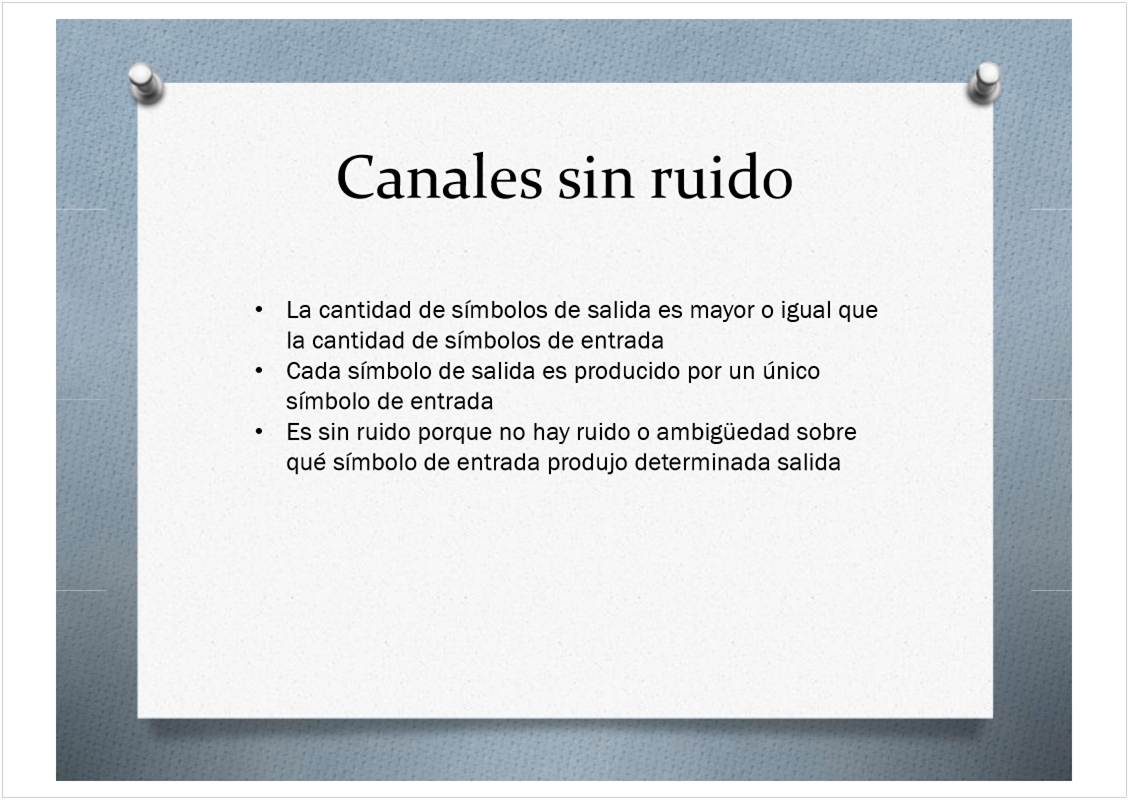 Canales sin ruido
• La cantidad de símbolos de salida es mayor o igual que
la cantidad de símbolos de entrada
• Cada símbolo de salida es producido por un único
símbolo de entrada
• Es sin ruido porque no hay ruido o ambigüedad sobre
qué símbolo de entrada produjo determinada salida